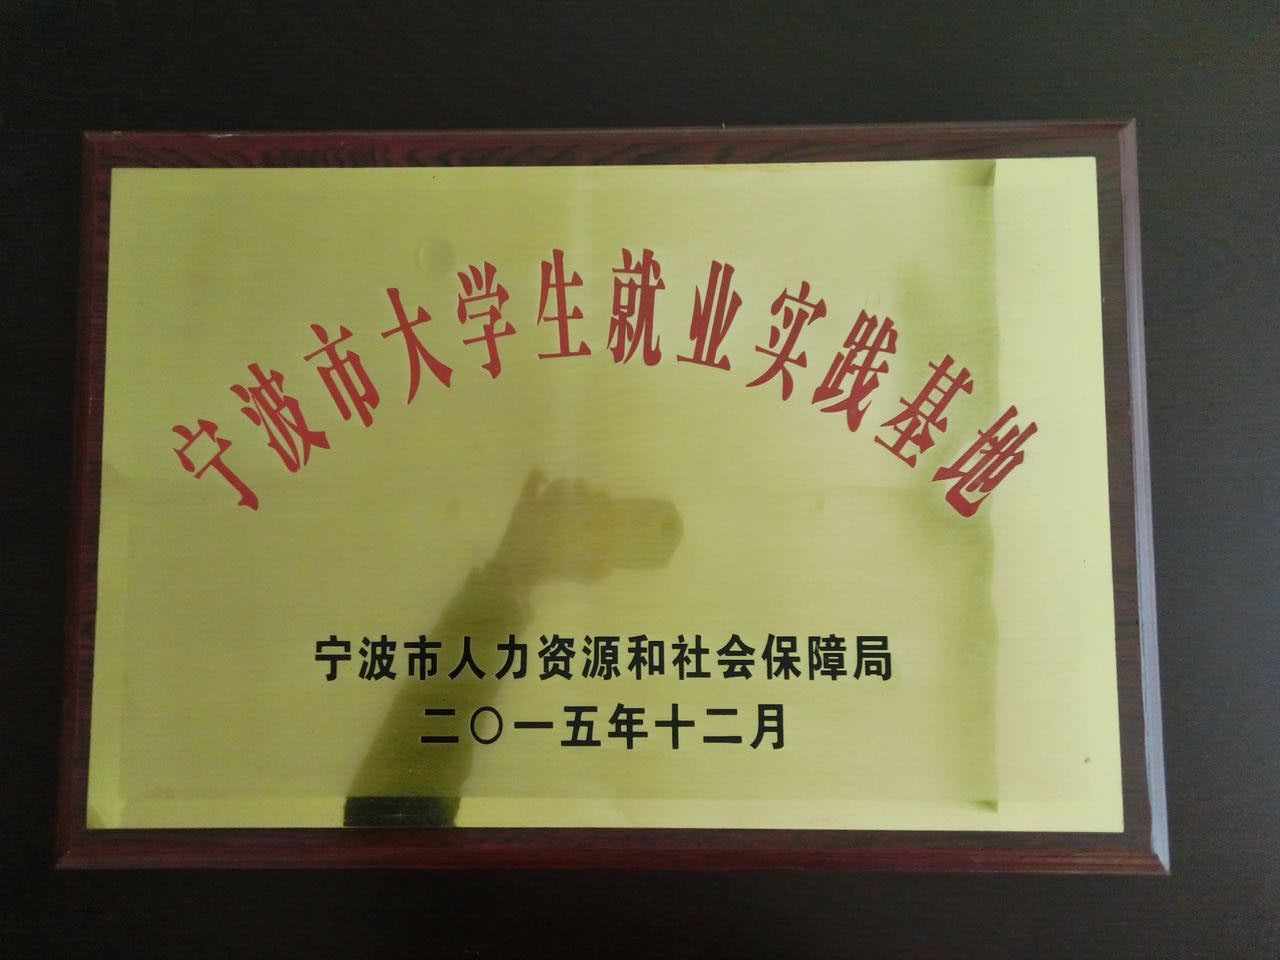 宁波市大学生就业实践基地
宁波市人力资源和社会保障局
二〇一五年十二月